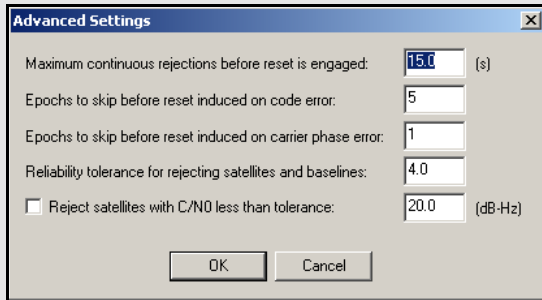 Advanced Settings
Maximum continuous rejections before reset is engaged: 15.0 (s)
Epochs to skip before reset induced on code error: 5
Epochs to skip before reset induced on carrier phase error: 1
Reliability tolerance for rejecting satellites and baselines: 4.0
Reject satellites with C/N0 less than tolerance: 20.0 (dB-Hz)
OK Cancel